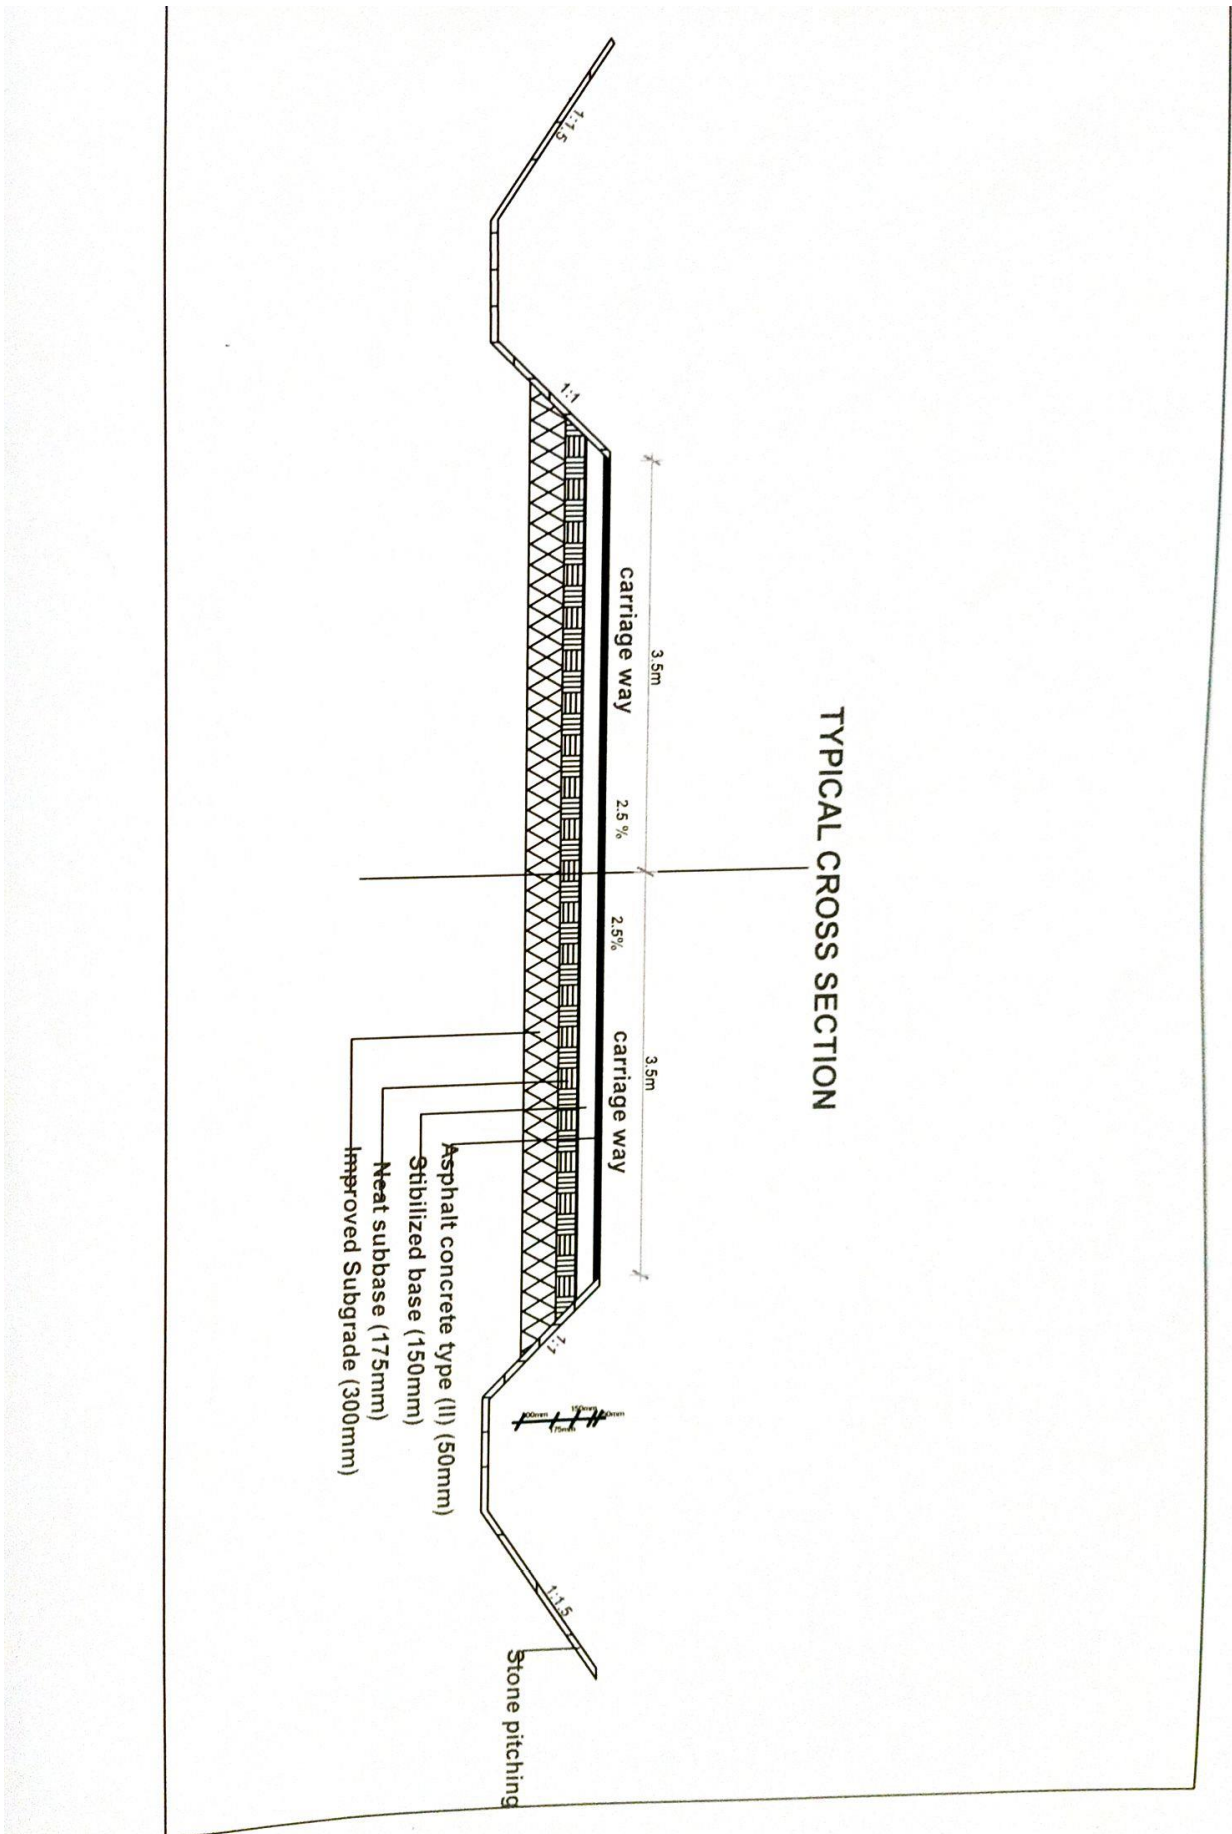 TYPICAL CROSS SECTION
3.5m
3.5m
carriage way
2.5 %
2.5%
carriage way
1:1.5
1:1
1:1
1:1.5
150mm
175mm
Asphalt concrete type (II) (50mm)
Stibilized base (150mm)
Neat subbase (175mm)
Improved Subgrade (300mm)
Stone pitching